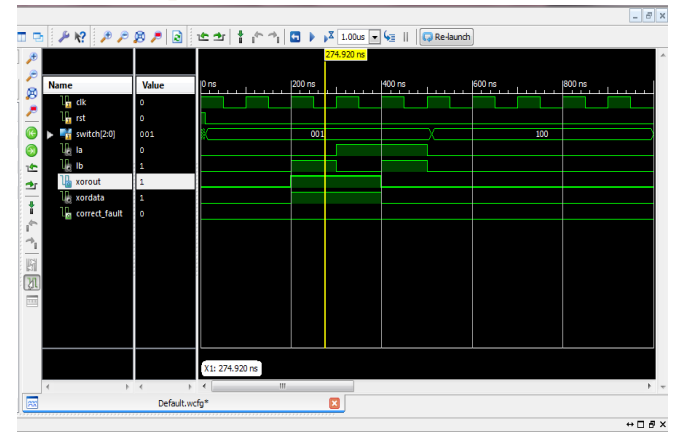 1.00us Re-launch
274.920 ns
Name Value 0 ns 200 ns 400 ns 600 ns 800 ns
clk 0
rst 0
switch[2:0] 001 001 100
la 0
lb 1
xorout 1
xordata 1
correct_fault 0
X1: 274.920 ns
Default.wcfg*